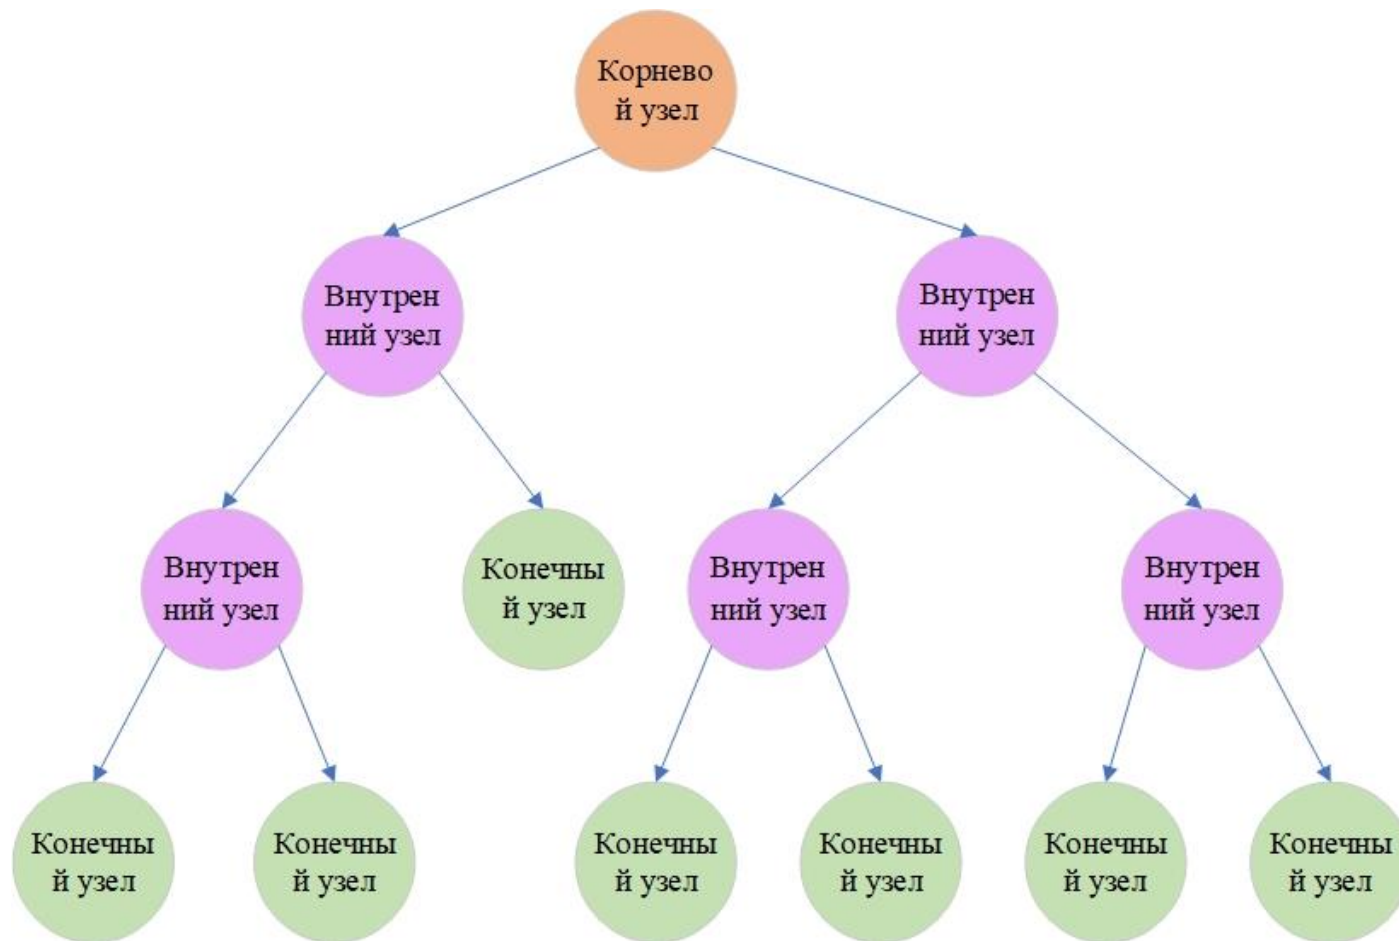 Корнево
й узел
Внутрен
ний узел
Внутрен
ний узел
Внутрен
ний узел
Конечны
й узел
Внутрен
ний узел
Внутрен
ний узел
Конечны
й узел
Конечны
й узел
Конечны
й узел
Конечны
й узел
Конечны
й узел
Конечны
й узел